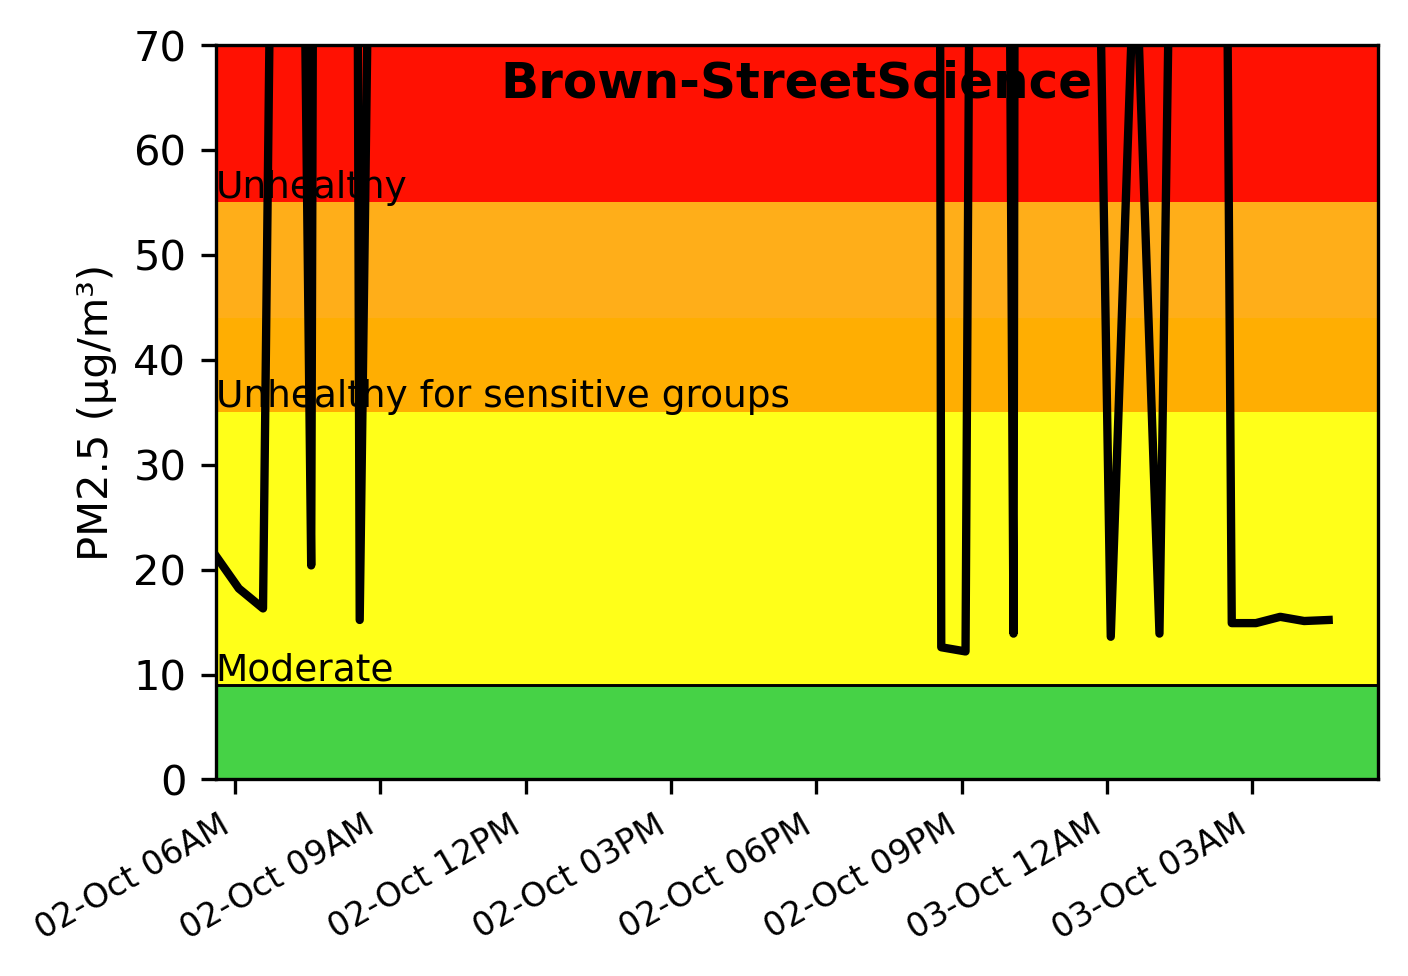 Brown-StreetScience
70
60
50
40
30
20
10
0
PM2.5 (µg/m³)
Unhealthy
Unhealthy for sensitive groups
Moderate
02-Oct 06AM
02-Oct 09AM
02-Oct 12PM
02-Oct 03PM
02-Oct 06PM
02-Oct 09PM
03-Oct 12AM
03-Oct 03AM